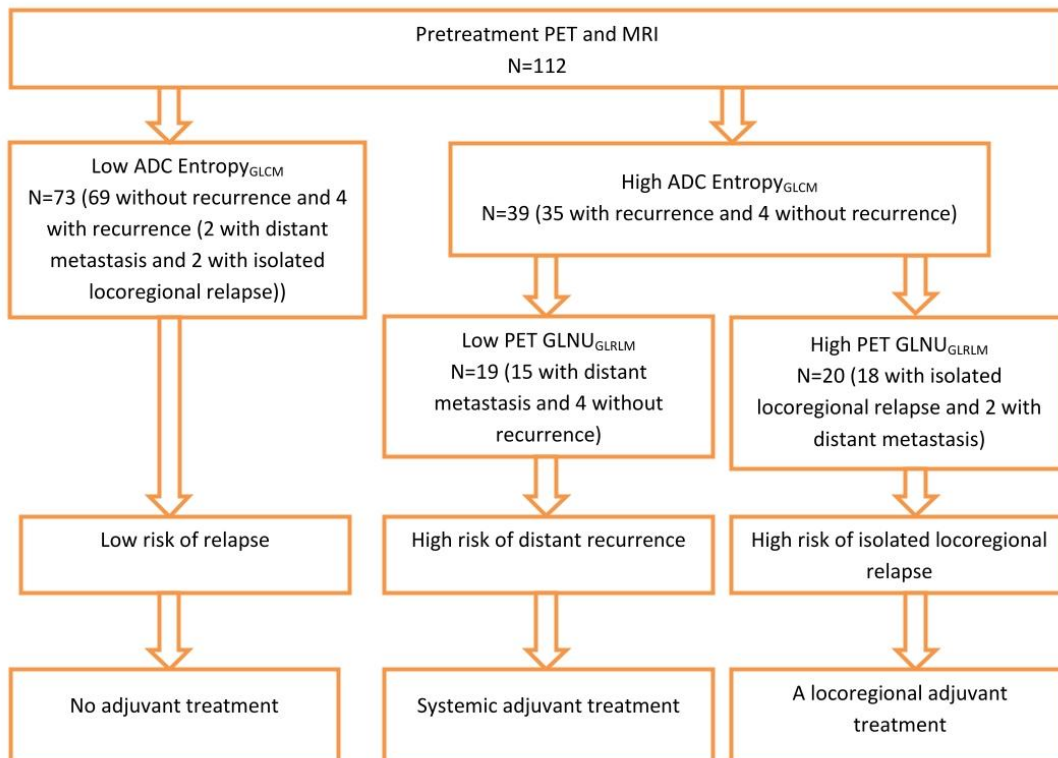 Pretreatment PET and MRI
N=112
Low ADC EntropyGLCM
N=73 (69 without recurrence and 4
with recurrence (2 with distant
metastasis and 2 with isolated
locoregional relapse))
High ADC EntropyGLCM
N=39 (35 with recurrence and 4 without recurrence)
Low PET GLNUGLRLM
N=19 (15 with distant
metastasis and 4 without
recurrence)
High PET GLNUGLRLM
N=20 (18 with isolated
locoregional relapse and 2 with
distant metastasis)
Low risk of relapse
High risk of distant recurrence
High risk of isolated locoregional
relapse
No adjuvant treatment
Systemic adjuvant treatment
A locoregional adjuvant
treatment